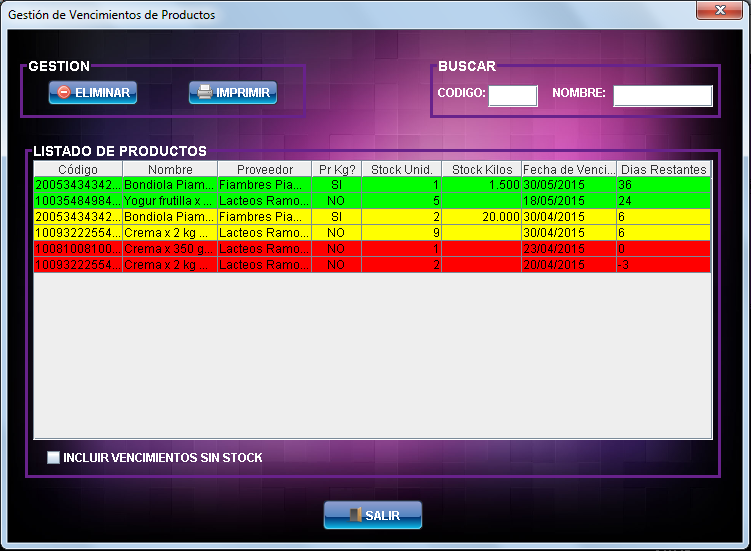 Gestión de Vencimientos de Productos
GESTION
ELIMINAR
IMPRIMIR
BUSCAR
CODIGO:
NOMBRE:
LISTADO DE PRODUCTOS
Código Nombre Proveedor Pr Kg? Stock Unid. Stock Kilos Fecha de Venci... Dias Restantes
20053434342... Bondiola Piam... Fiambres Pia... SI 1 1.500 30/05/2015 36
10035484984... Yogur frutilla x ... Lacteos Ramo... NO 5 18/05/2015 24
20053434342... Bondiola Piam... Fiambres Pia... SI 2 20.000 30/04/2015 6
10093222554... Crema x 2 kg ... Lacteos Ramo... NO 9 30/04/2015 6
10081008100... Crema x 350 g... Lacteos Ramo... NO 1 23/04/2015 0
10093222554... Crema x 2 kg ... Lacteos Ramo... NO 2 20/04/2015 -3
INCLUIR VENCIMIENTOS SIN STOCK
SALIR